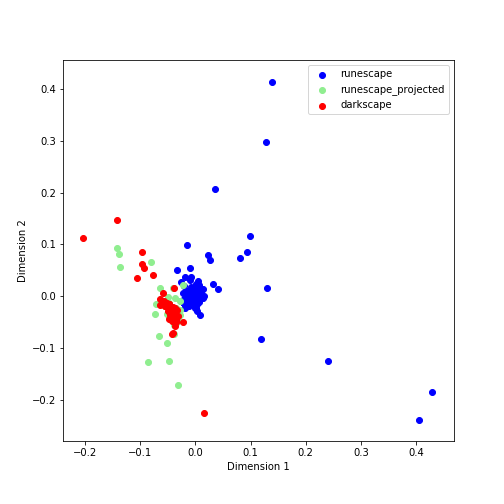 runescape
runescape_projected
darkscape
0.4
0.3
0.2
0.1
0.0
−0.1
−0.2
Dimension 2
−0.2 −0.1 0.0 0.1 0.2 0.3 0.4
Dimension 1